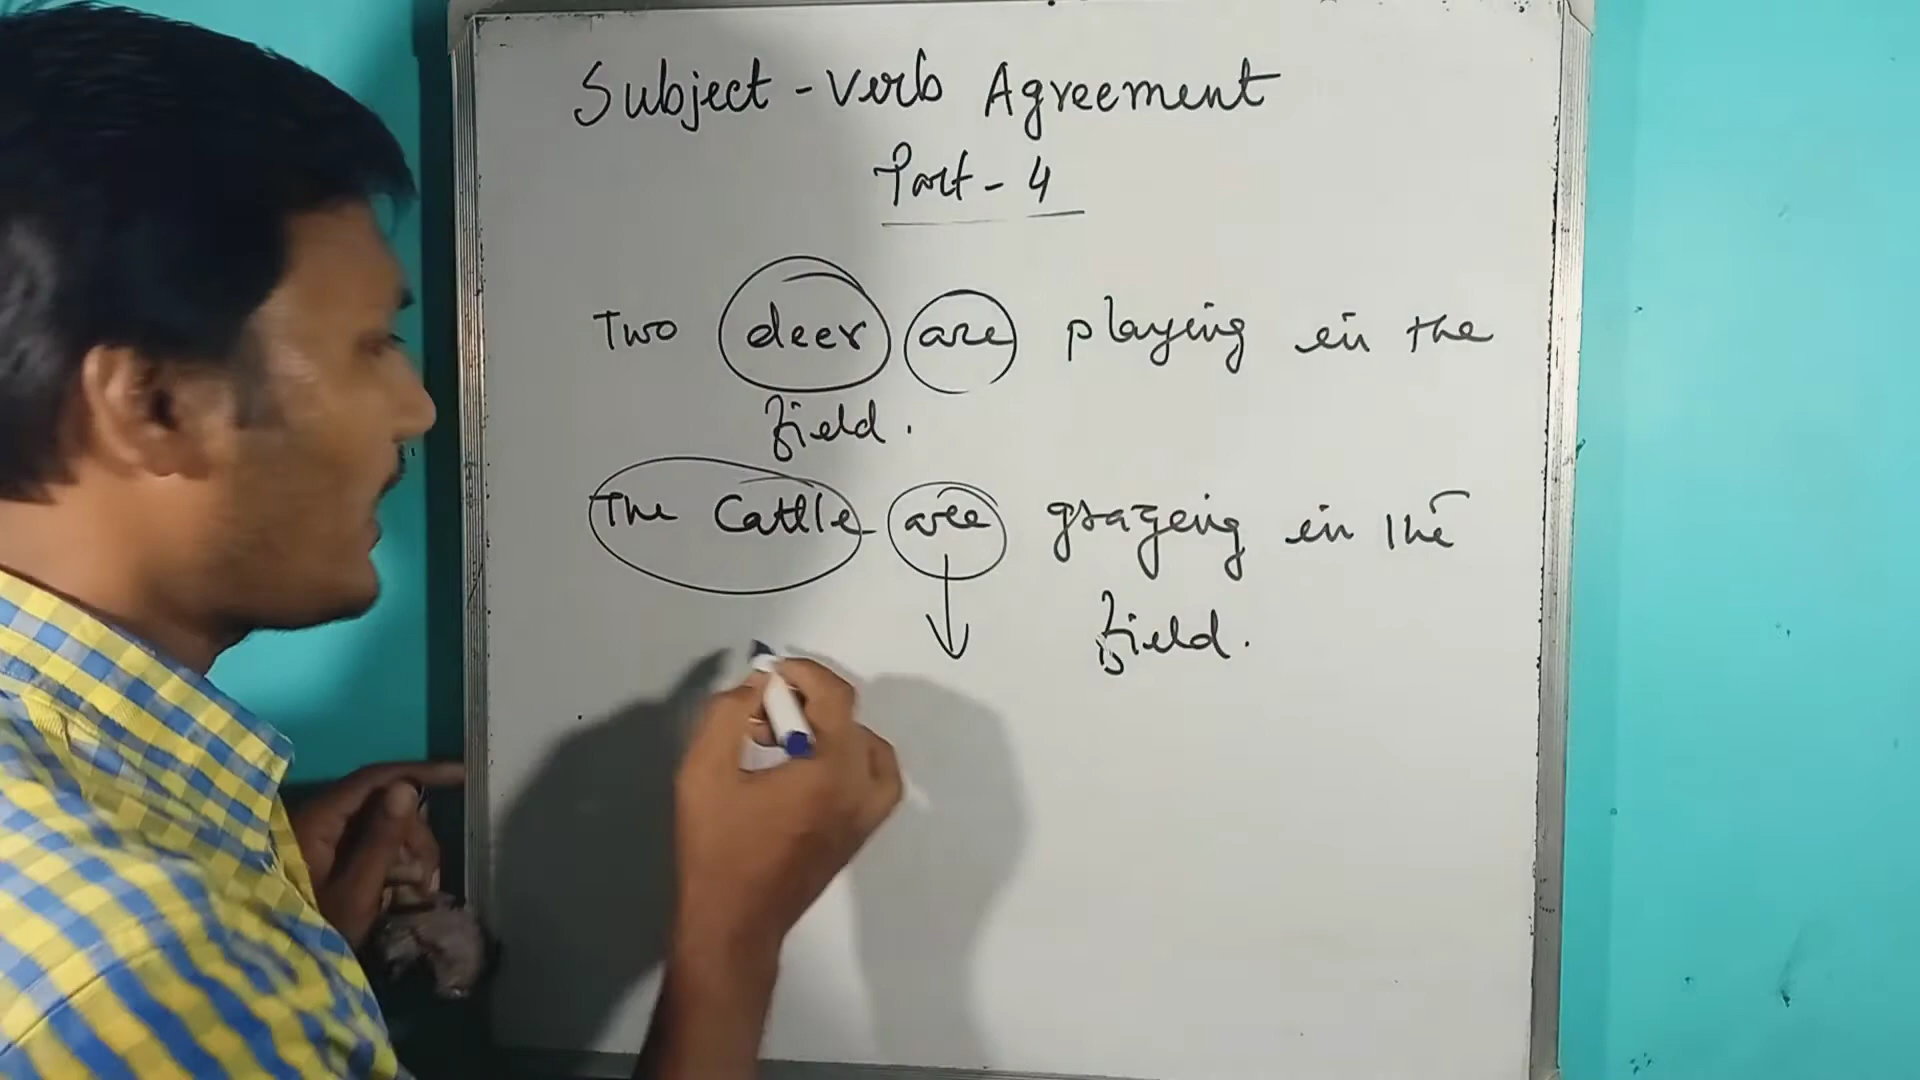 Subject - Verb Agreement
Part - 4
Two deer are playing in the
field.
The Cattle are grazing in the
field.